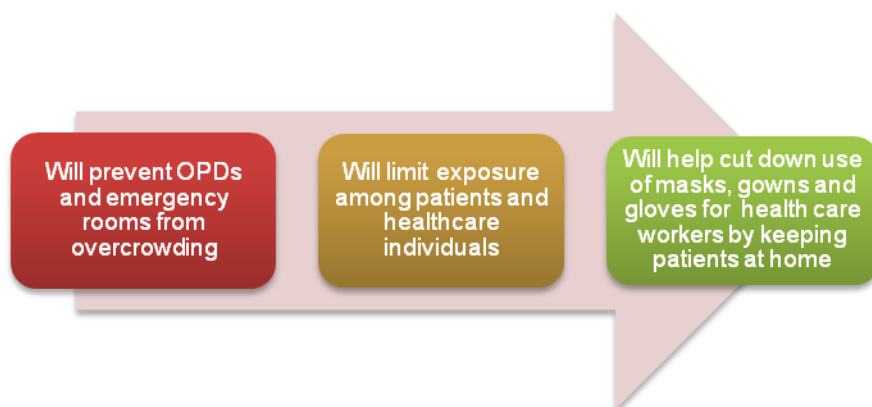 Will prevent OPDs
and emergency
rooms from
overcrowding
Will limit exposure
among patients and
healthcare
individuals
Will help cut down use
of masks, gowns and
gloves for health care
workers by keeping
patients at home